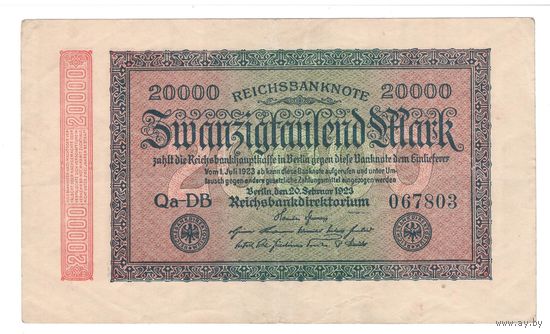 20000 REICHSBANKNOTE 20000
Zwanzigtausend Mark
zahlt die Reichsbankhauptkasse in Berlin gegen diese Banknote dem Einlieferer
Vom 1. Juli 1923 ab kann diese Banknote aufgerufen und unter Um-
tausch gegen andere gesetzliche Zahlungsmittel eingezogen werden
Berlin, den 20. Februar 1923
Qa·DB Reichsbankdirektorium 067803
20000
20000
www.ay.by